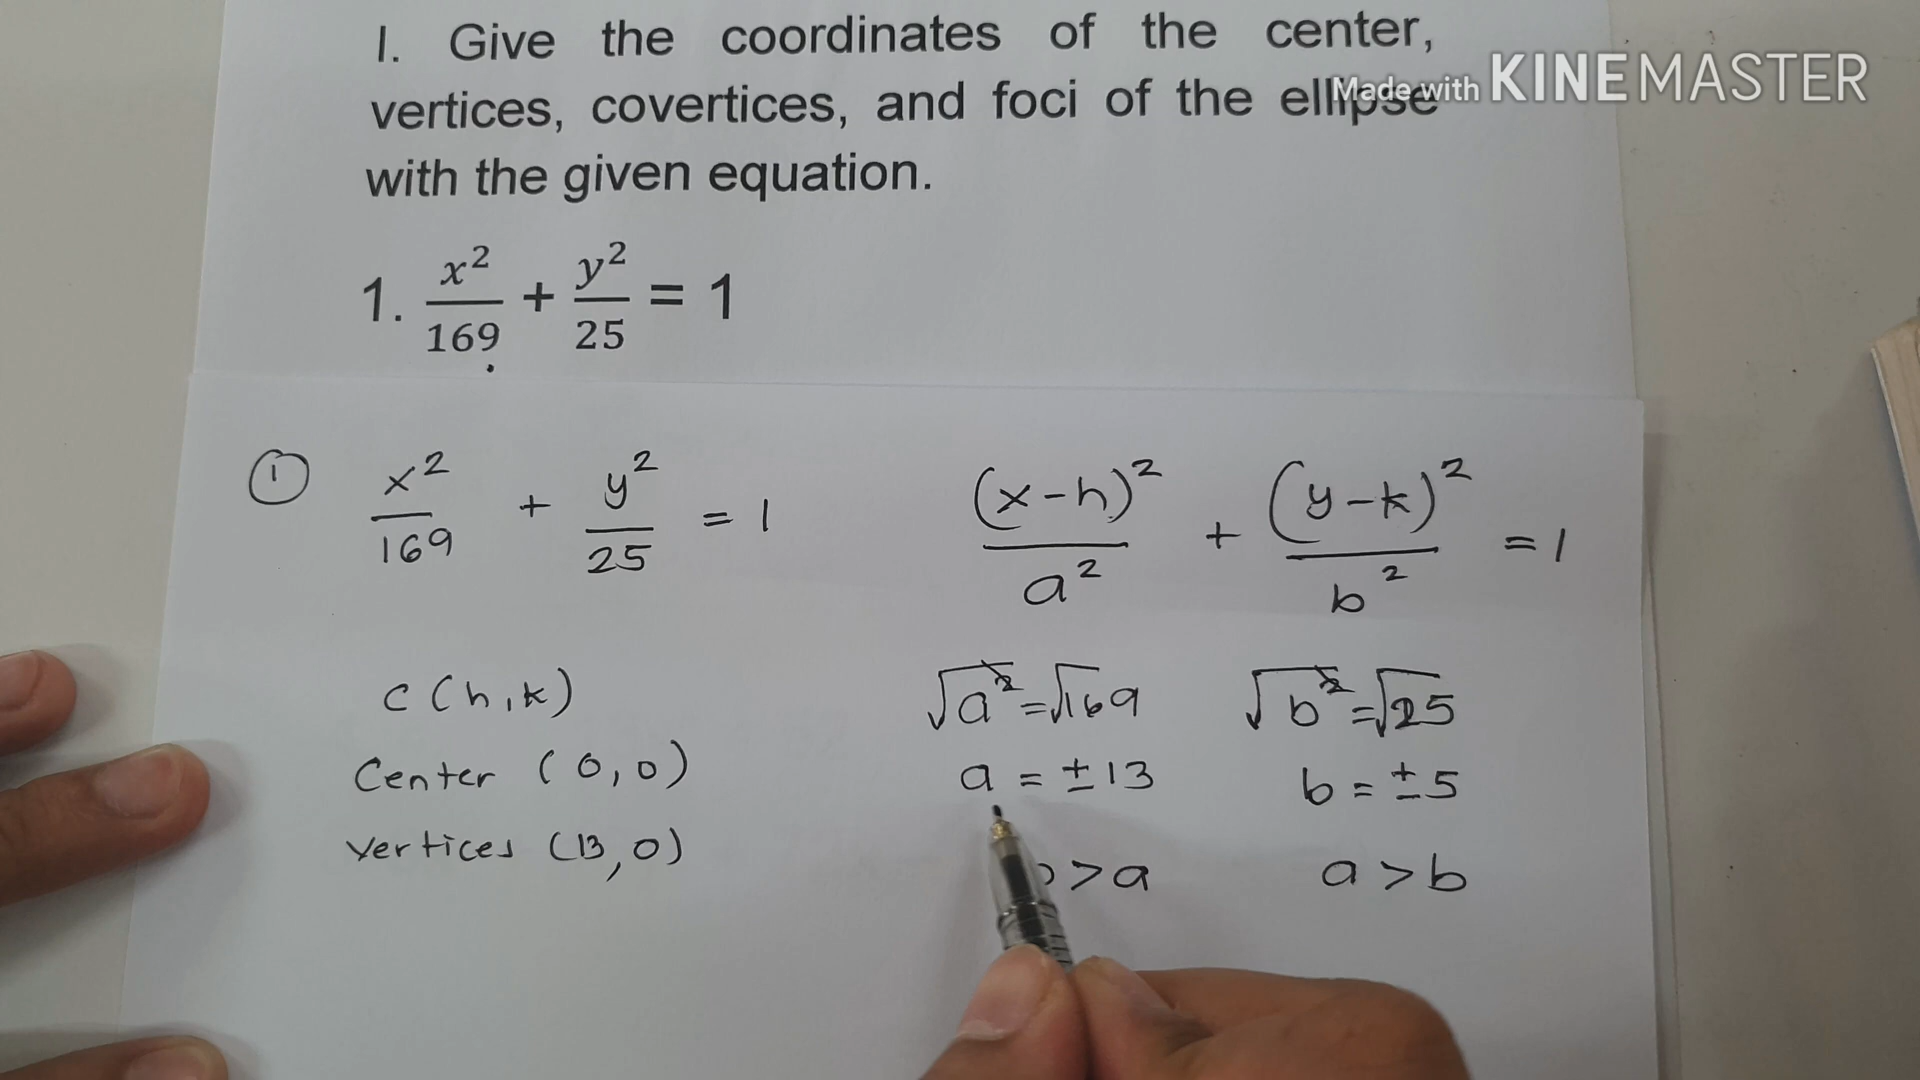 I. Give the coordinates of the center,
vertices, covertices, and foci of the ellipse
with the given equation.
Made with KINEMASTER
1. x²/169 + y²/25 = 1
① x²/169 + y²/25 = 1
(x-h)²/a² + (y-k)²/b² = 1
C (h,k)
√a² = √169
√b² = √25
Center (0,0)
a = ±13
b = ±5
Vertices (13,0)
> a
a > b